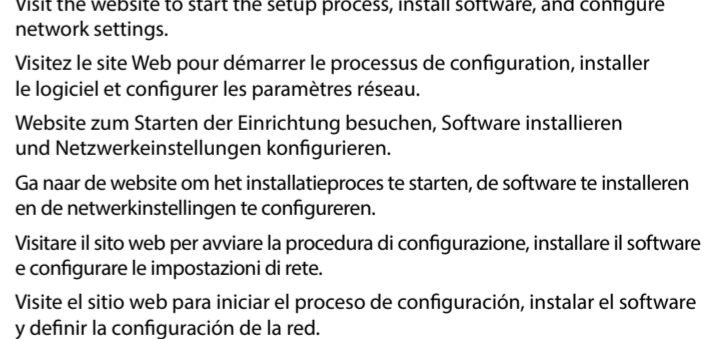 Visit the website to start the setup process, install software, and configure
network settings.
Visitez le site Web pour démarrer le processus de configuration, installer
le logiciel et configurer les paramètres réseau.
Website zum Starten der Einrichtung besuchen, Software installieren
und Netzwerkeinstellungen konfigurieren.
Ga naar de website om het installatieproces te starten, de software te installeren
en de netwerkinstellingen te configureren.
Visitare il sito web per avviare la procedura di configurazione, installare il software
e configurare le impostazioni di rete.
Visite el sitio web para iniciar el proceso de configuración, instalar el software
y definir la configuración de la red.